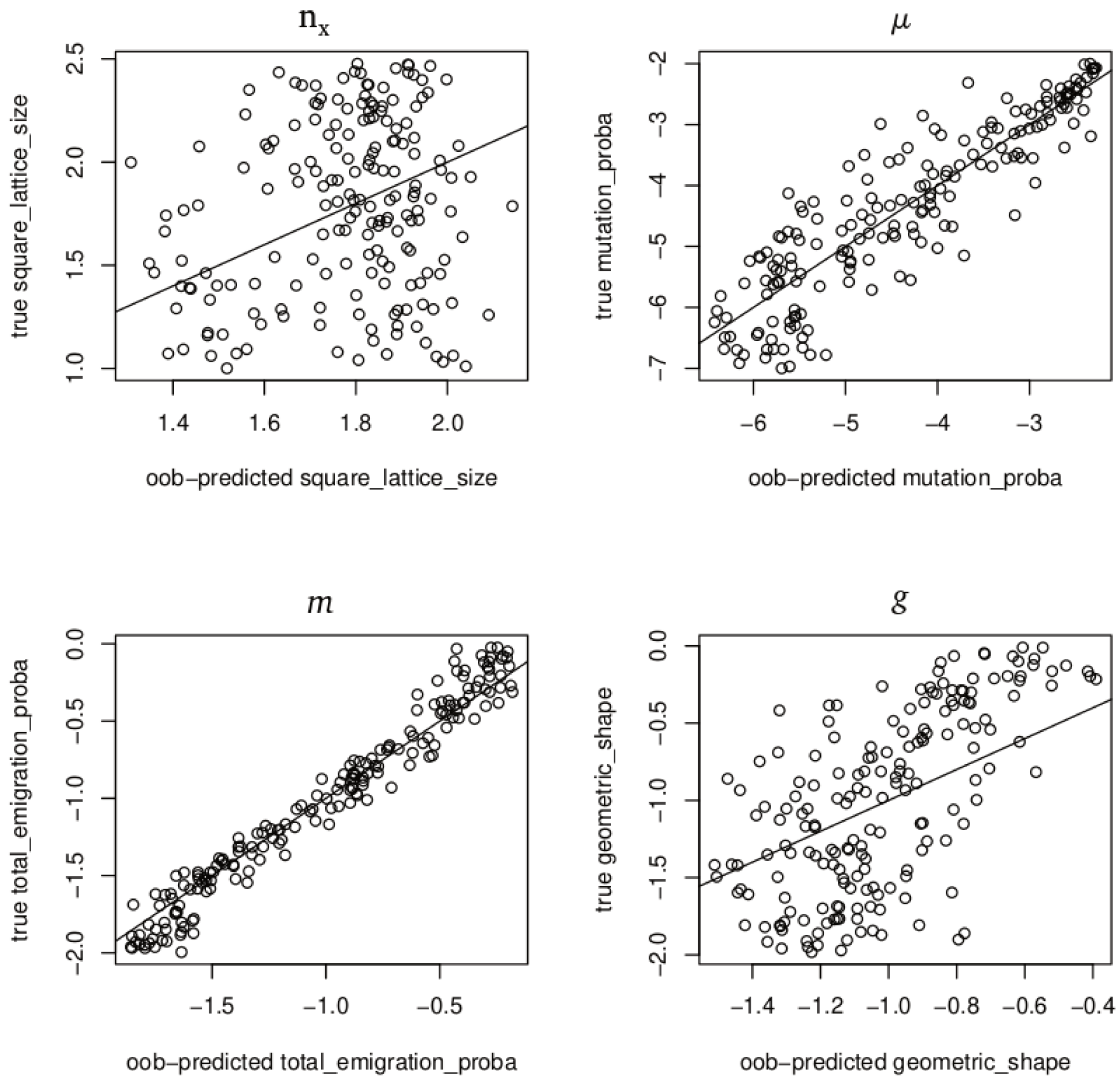 n_x
true square_lattice_size
2.5
2.0
1.5
1.0
1.4 1.6 1.8 2.0
oob−predicted square_lattice_size
μ
true mutation_proba
−2
−3
−4
−5
−6
−7
−6 −5 −4 −3
oob−predicted mutation_proba
m
true total_emigration_proba
0.0
−0.5
−1.0
−1.5
−2.0
−1.5 −1.0 −0.5
oob−predicted total_emigration_proba
g
true geometric_shape
0.0
−0.5
−1.0
−1.5
−2.0
−1.4 −1.2 −1.0 −0.8 −0.6 −0.4
oob−predicted geometric_shape